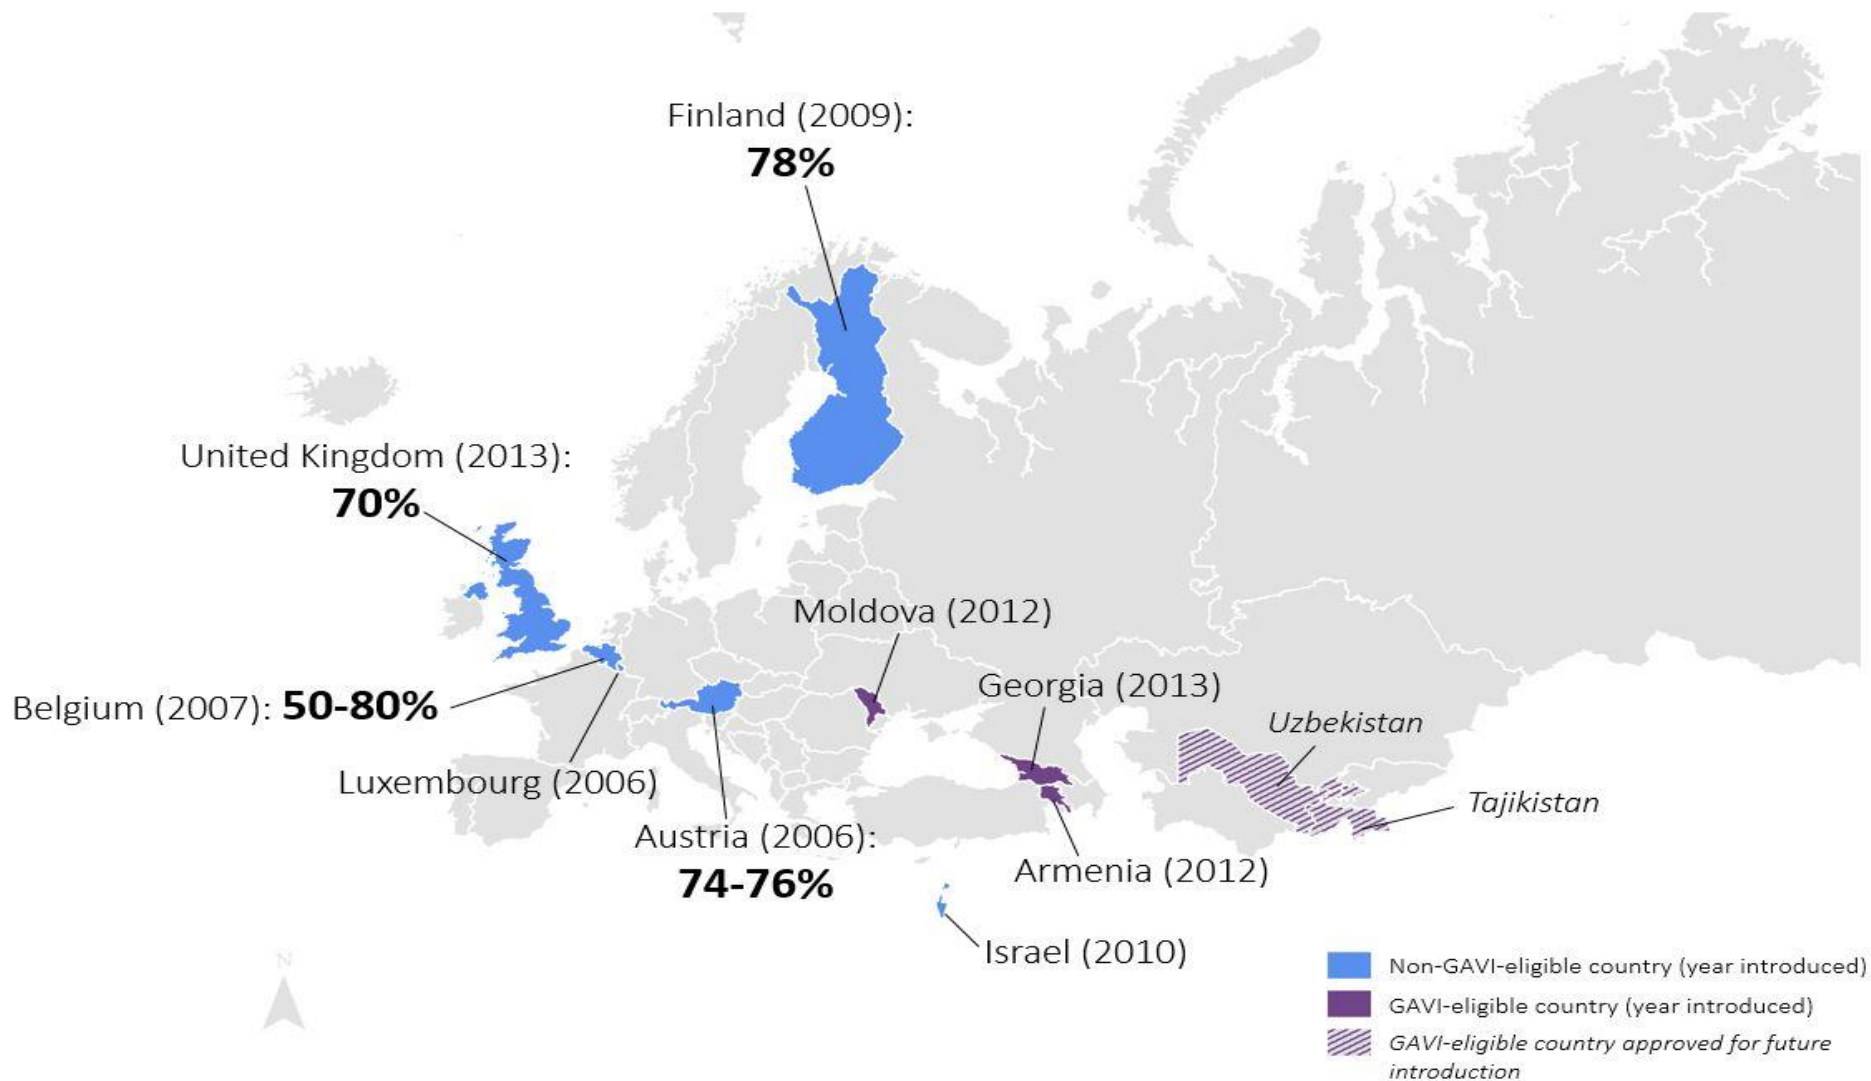 Finland (2009):
78%
United Kingdom (2013):
70%
Moldova (2012)
Georgia (2013)
Belgium (2007): 50-80%
Uzbekistan
Luxembourg (2006)
Tajikistan
Austria (2006):
74-76%
Armenia (2012)
Israel (2010)
N
Non-GAVI-eligible country (year introduced)
GAVI-eligible country (year introduced)
GAVI-eligible country approved for future
introduction